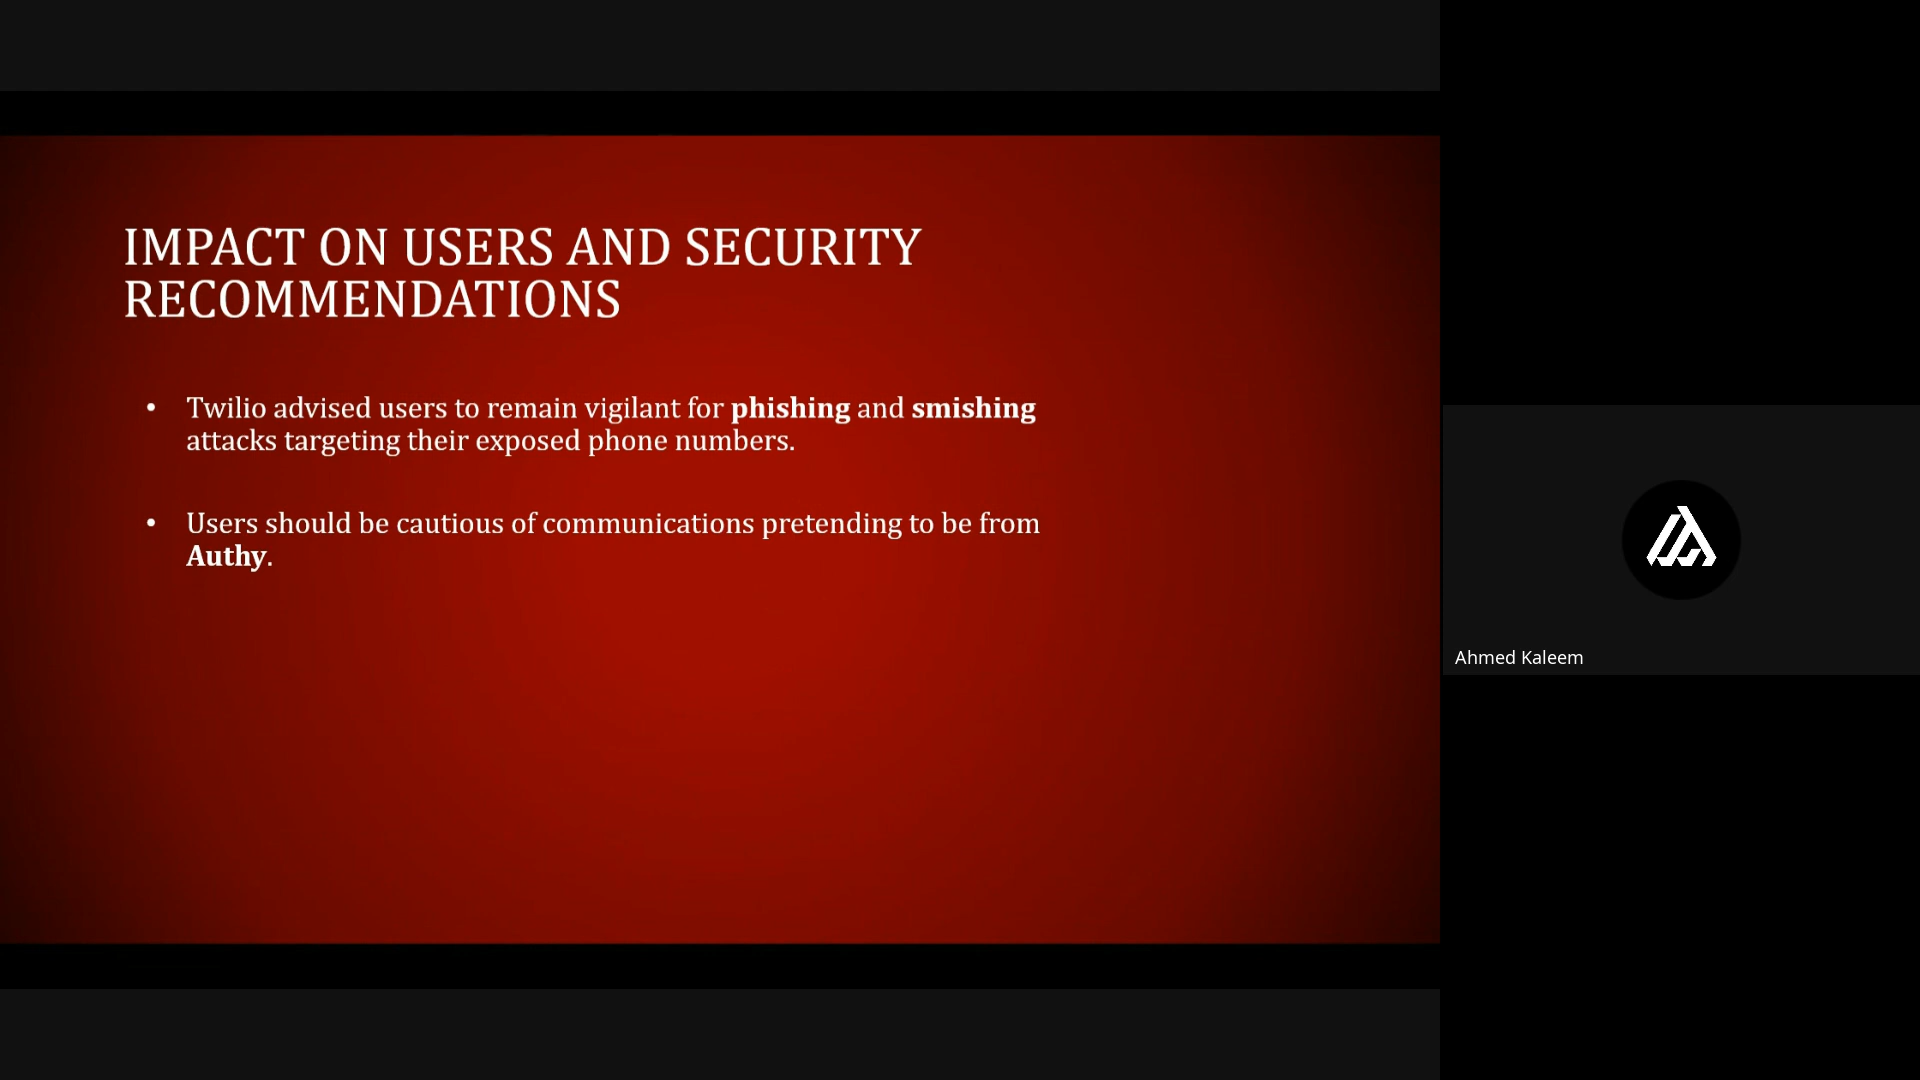 IMPACT ON USERS AND SECURITY
RECOMMENDATIONS
• Twilio advised users to remain vigilant for phishing and smishing
attacks targeting their exposed phone numbers.
• Users should be cautious of communications pretending to be from
Authy.
Ahmed Kaleem